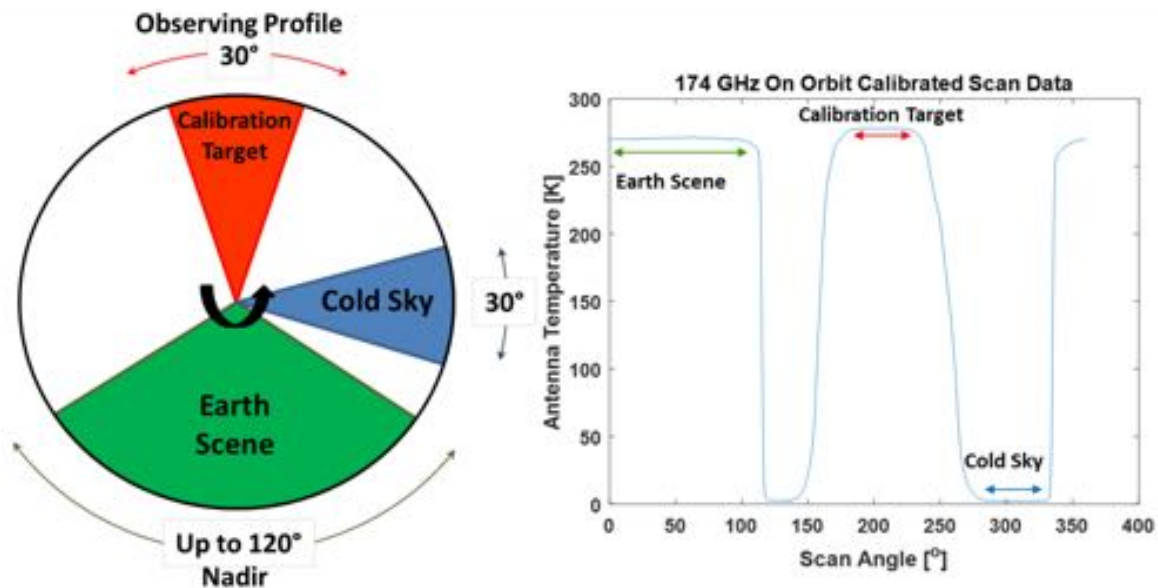 Observing Profile
30°
Calibration
Target
Cold Sky
30°
Earth
Scene
Up to 120°
Nadir
174 GHz On Orbit Calibrated Scan Data
Antenna Temperature [K]
300
250
200
150
100
50
0
Calibration Target
Earth Scene
Cold Sky
0
50
100
150
200
250
300
350
400
Scan Angle [°]